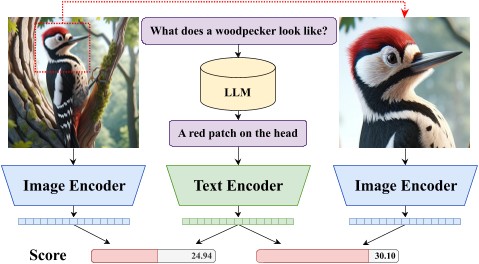 What does a woodpecker look like?
LLM
A red patch on the head
Image Encoder
Text Encoder
Image Encoder
Score
24.94
30.10